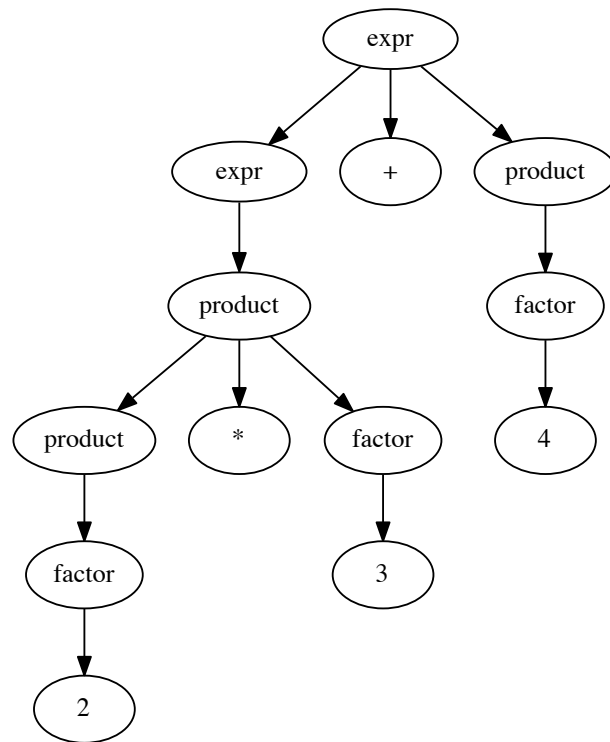 expr
expr + product
product factor
product * factor 4
factor 3
2